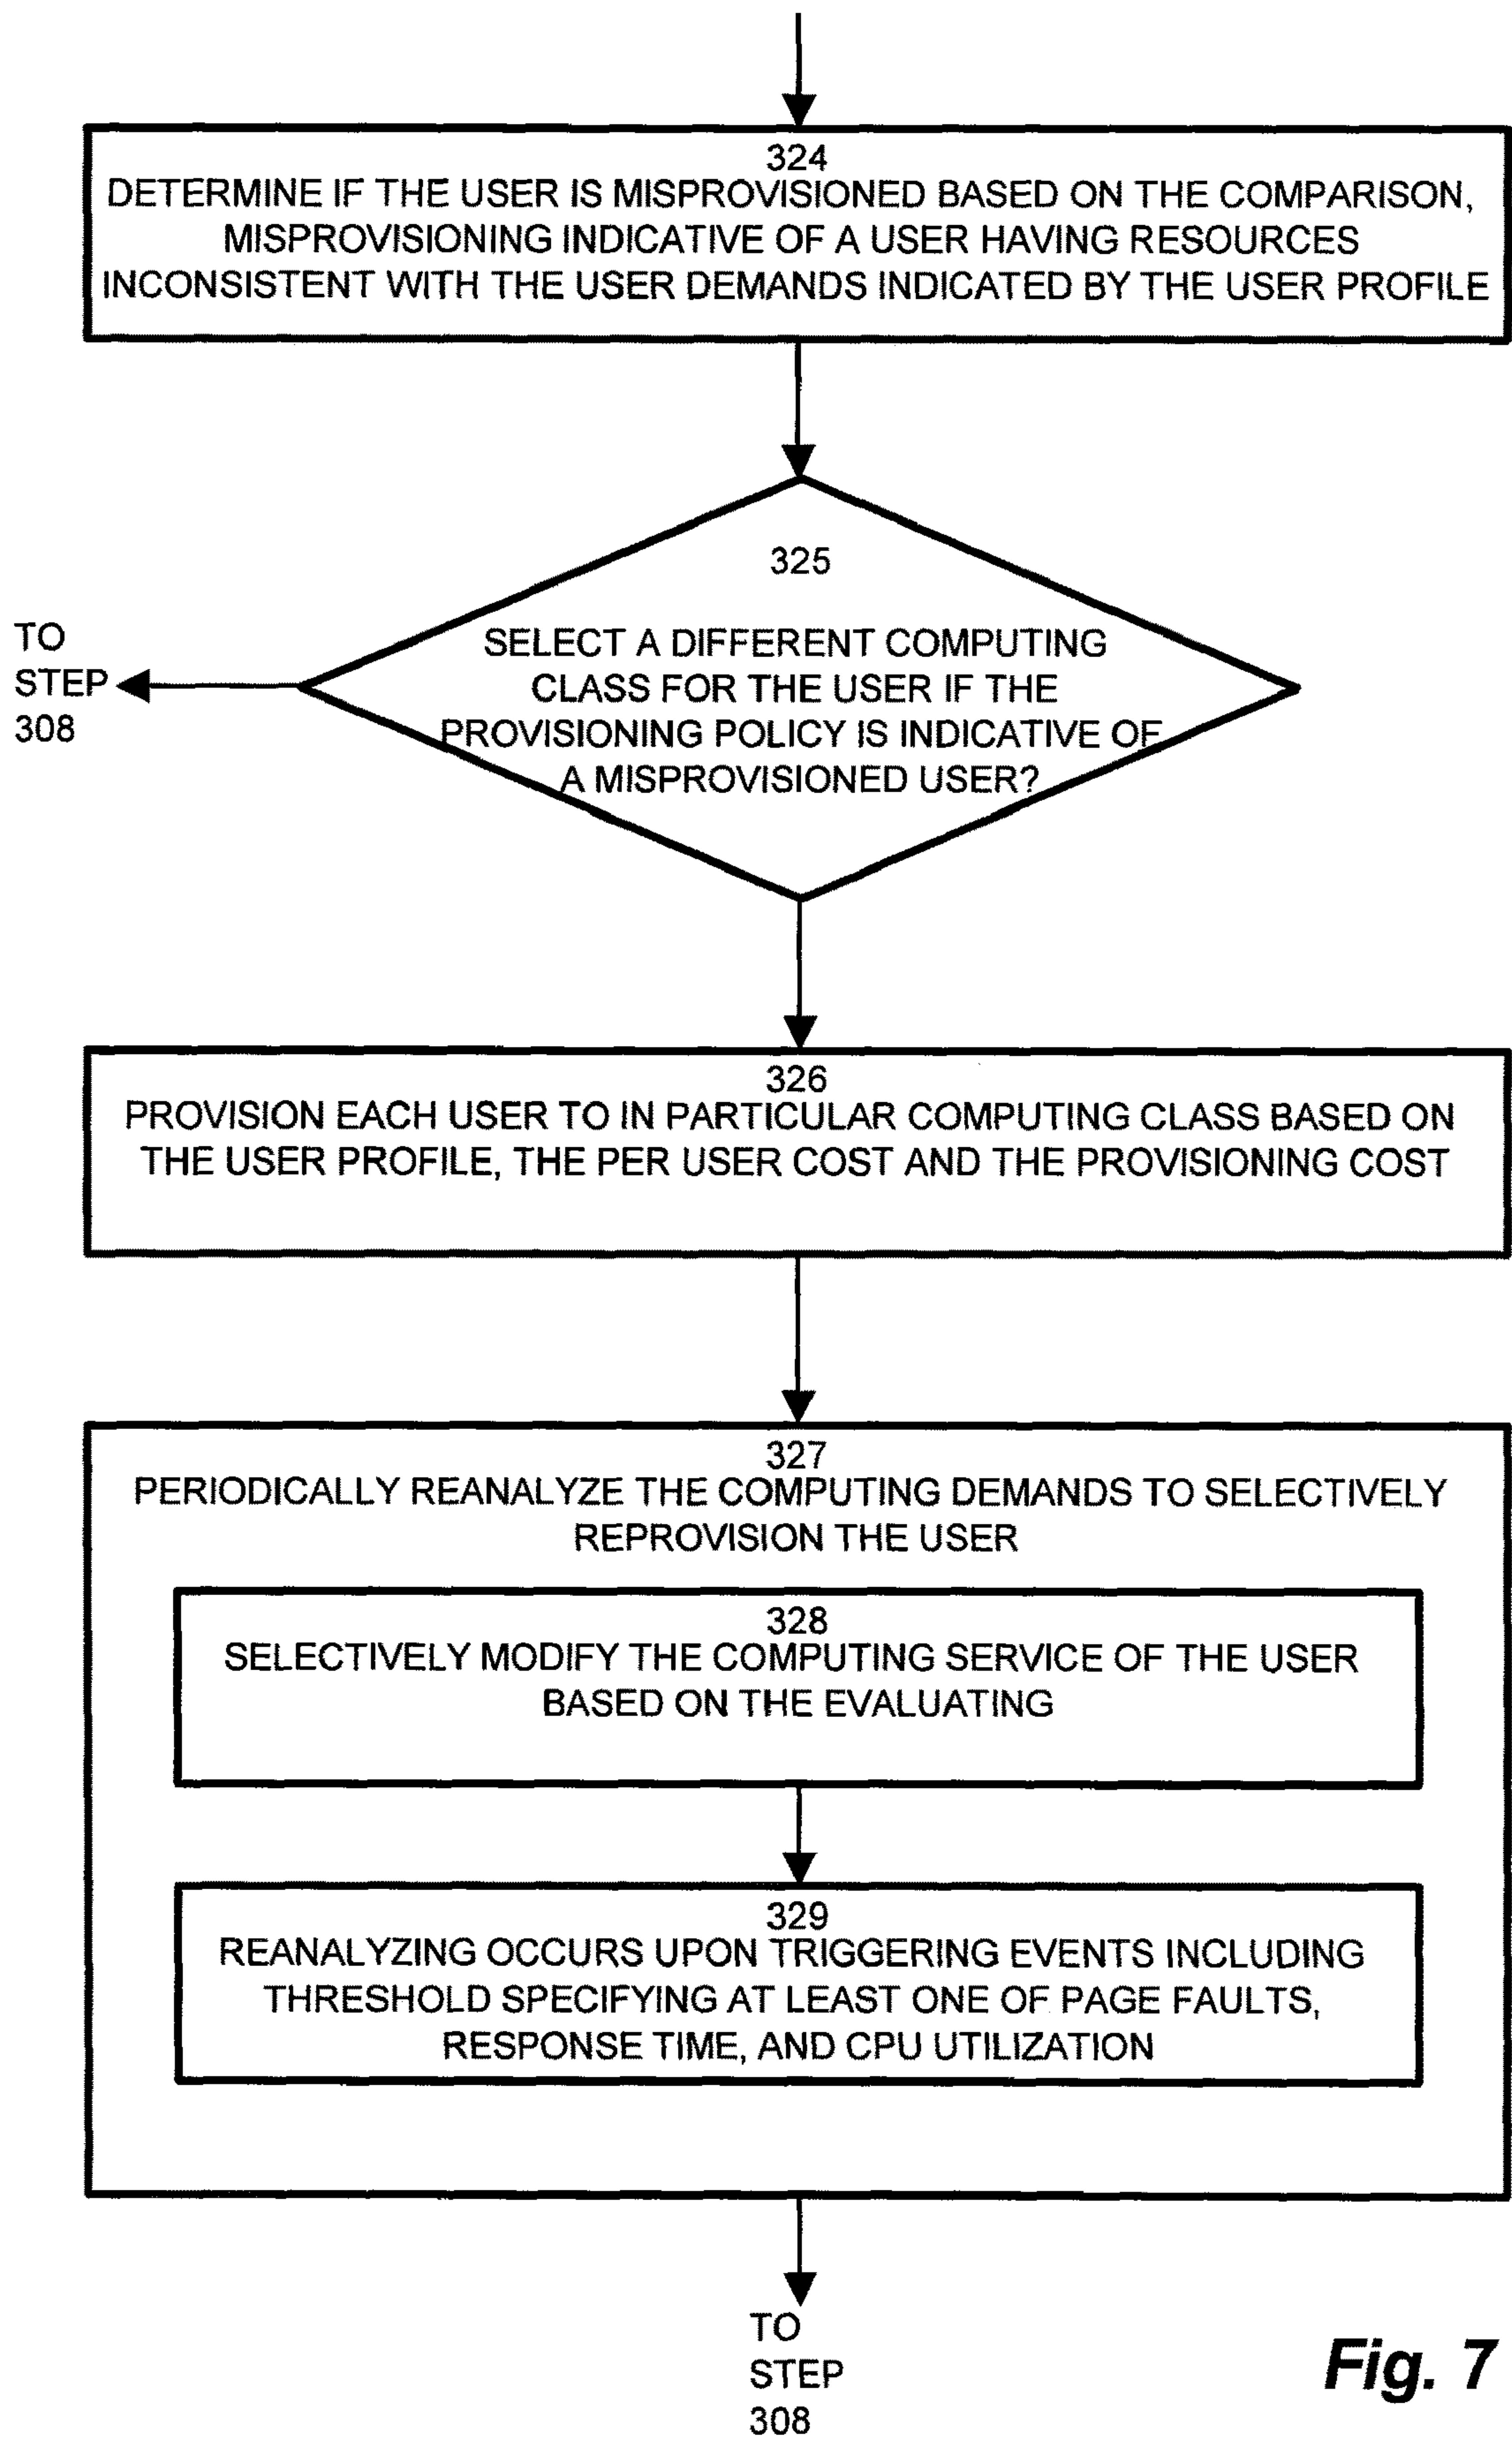 324
DETERMINE IF THE USER IS MISPROVISIONED BASED ON THE COMPARISON,
MISPROVISIONING INDICATIVE OF A USER HAVING RESOURCES
INCONSISTENT WITH THE USER DEMANDS INDICATED BY THE USER PROFILE
325
SELECT A DIFFERENT COMPUTING
CLASS FOR THE USER IF THE
PROVISIONING POLICY IS INDICATIVE OF
A MISPROVISIONED USER?
TO
STEP
308
326
PROVISION EACH USER TO IN PARTICULAR COMPUTING CLASS BASED ON
THE USER PROFILE, THE PER USER COST AND THE PROVISIONING COST
327
PERIODICALLY REANALYZE THE COMPUTING DEMANDS TO SELECTIVELY
REPROVISION THE USER
328
SELECTIVELY MODIFY THE COMPUTING SERVICE OF THE USER
BASED ON THE EVALUATING
329
REANALYZING OCCURS UPON TRIGGERING EVENTS INCLUDING
THRESHOLD SPECIFYING AT LEAST ONE OF PAGE FAULTS,
RESPONSE TIME, AND CPU UTILIZATION
TO
STEP
308
Fig. 7